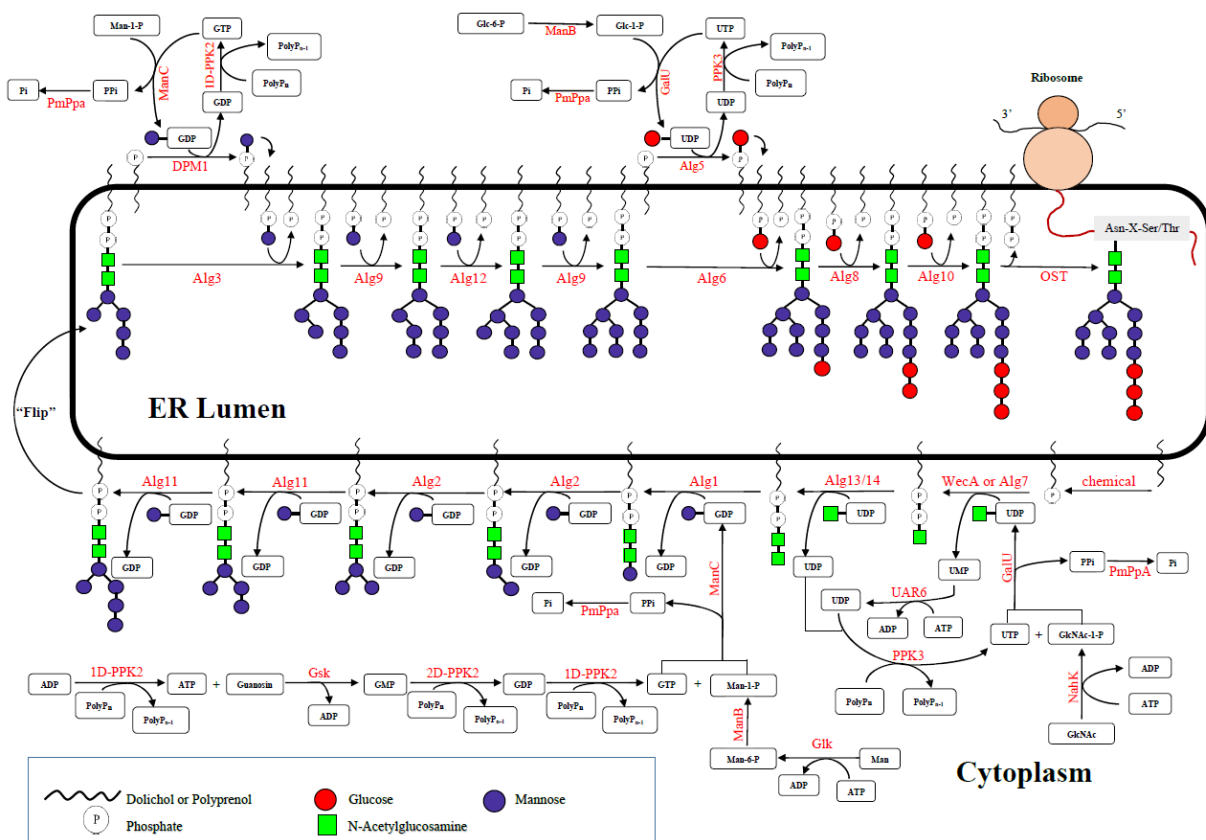 Man-1-P
GTP
PolyPn-1
ManC
1D-PPK2
PolyPn
Pi
PmPpa
PPi
GDP
GDP
P
DPM1
P
Glc-6-P
ManB
Glc-1-P
UTP
PolyPn-1
GalU
PPK3
PolyPn
Pi
PmPpa
PPi
UDP
UDP
P
Alg5
P
Ribosome
3’
5’
Asn-X-Ser/Thr
P P P P P P P P P P P P P P P P P P
P P P P P P P P
Alg3
Alg9
Alg12
Alg9
Alg6
Alg8
Alg10
OST
“Flip”
ER Lumen
Alg11
Alg11
Alg2
Alg2
Alg1
Alg13/14
WecA or Alg7
chemical
P P P P P P P P
P P P P P P P
GDP
GDP
GDP
GDP
GDP
UDP
UDP
GDP
GDP
GDP
GDP
GDP
UDP
UMP
ManC
GalU
PPi
PmPpA
Pi
Pi
PmPpa
PPi
UDP
UAR6
ADP
ATP
UTP
+
GlcNAc-1-P
PPK3
PolyPn
PolyPn-1
NahK
ADP
ATP
GlcNAc
ADP
1D-PPK2
ATP
+
Guanosin
Gsk
GMP
2D-PPK2
GDP
1D-PPK2
GTP
+
Man-1-P
PolyPn
PolyPn-1
ADP
PolyPn
PolyPn-1
PolyPn
PolyPn-1
ManB
Man-6-P
Glk
Man
ADP
ATP
Cytoplasm
Dolichol or Polyprenol
Glucose
Mannose
P
Phosphate
N-Acetylglucosamine